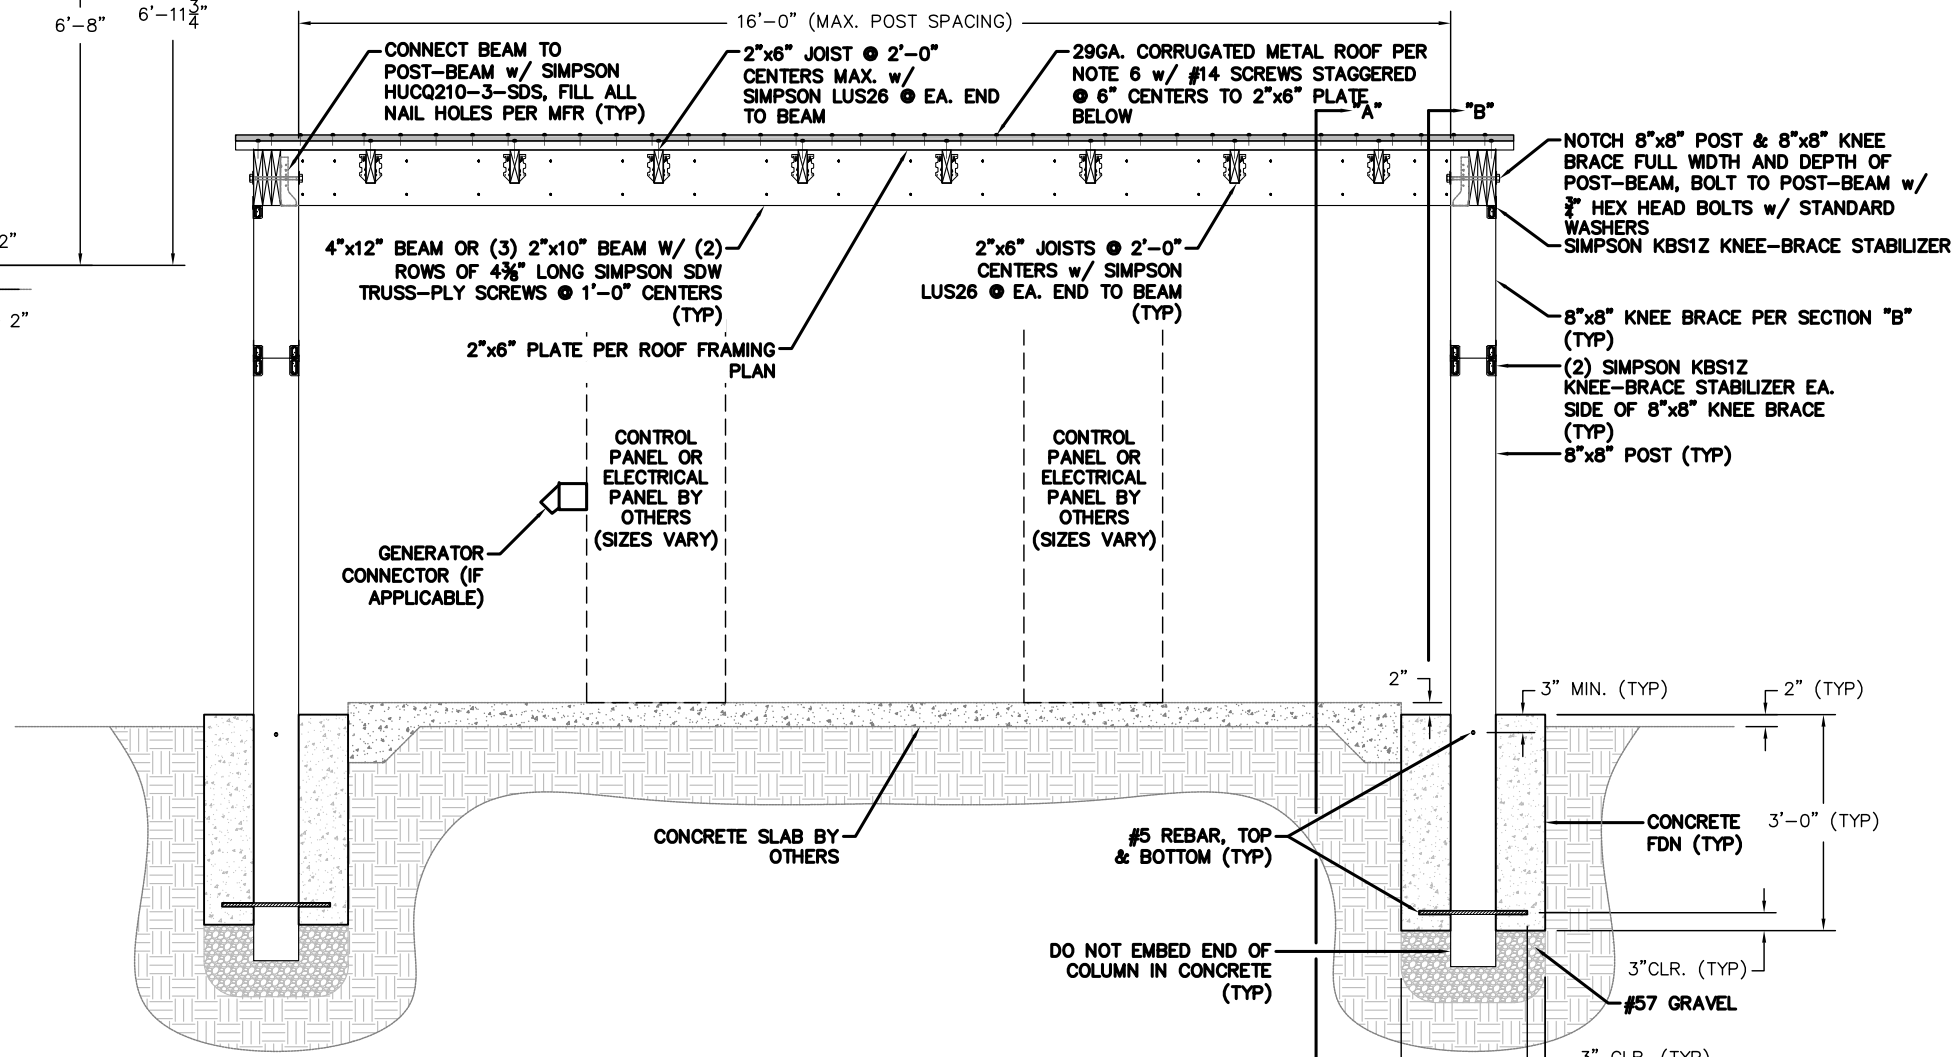 6'-8"
6'-11 3/4"
16'-0" (MAX. POST SPACING)
CONNECT BEAM TO
POST-BEAM w/ SIMPSON
HUCQ210-3-SDS, FILL ALL
NAIL HOLES PER MFR (TYP)
2"x6" JOIST @ 2'-0"
CENTERS MAX. w/
SIMPSON LUS26 @ EA. END
TO BEAM
29GA. CORRUGATED METAL ROOF PER
NOTE 6 w/ #14 SCREWS STAGGERED
@ 6" CENTERS TO 2"x6" PLATE
BELOW
"A"
"B"
NOTCH 8"x8" POST & 8"x8" KNEE
BRACE FULL WIDTH AND DEPTH OF
POST-BEAM, BOLT TO POST-BEAM w/
3/4" HEX HEAD BOLTS w/ STANDARD
WASHERS
SIMPSON KBS1Z KNEE-BRACE STABILIZER
2"
2"
4"x12" BEAM OR (3) 2"x10" BEAM W/ (2)
ROWS OF 4 3/8" LONG SIMPSON SDW
TRUSS-PLY SCREWS @ 1'-0" CENTERS
(TYP)
2"x6" JOISTS @ 2'-0"
CENTERS w/ SIMPSON
LUS26 @ EA. END TO BEAM
(TYP)
2"x6" PLATE PER ROOF FRAMING
PLAN
8"x8" KNEE BRACE PER SECTION "B"
(TYP)
(2) SIMPSON KBS1Z
KNEE-BRACE STABILIZER EA.
SIDE OF 8"x8" KNEE BRACE
(TYP)
8"x8" POST (TYP)
CONTROL
PANEL OR
ELECTRICAL
PANEL BY
OTHERS
(SIZES VARY)
CONTROL
PANEL OR
ELECTRICAL
PANEL BY
OTHERS
(SIZES VARY)
GENERATOR
CONNECTOR (IF
APPLICABLE)
2"
3" MIN. (TYP)
2" (TYP)
CONCRETE SLAB BY
OTHERS
#5 REBAR, TOP
& BOTTOM (TYP)
CONCRETE
FDN (TYP)
3'-0" (TYP)
DO NOT EMBED END OF
COLUMN IN CONCRETE
(TYP)
3"CLR. (TYP)
#57 GRAVEL
3" CLR. (TYP)